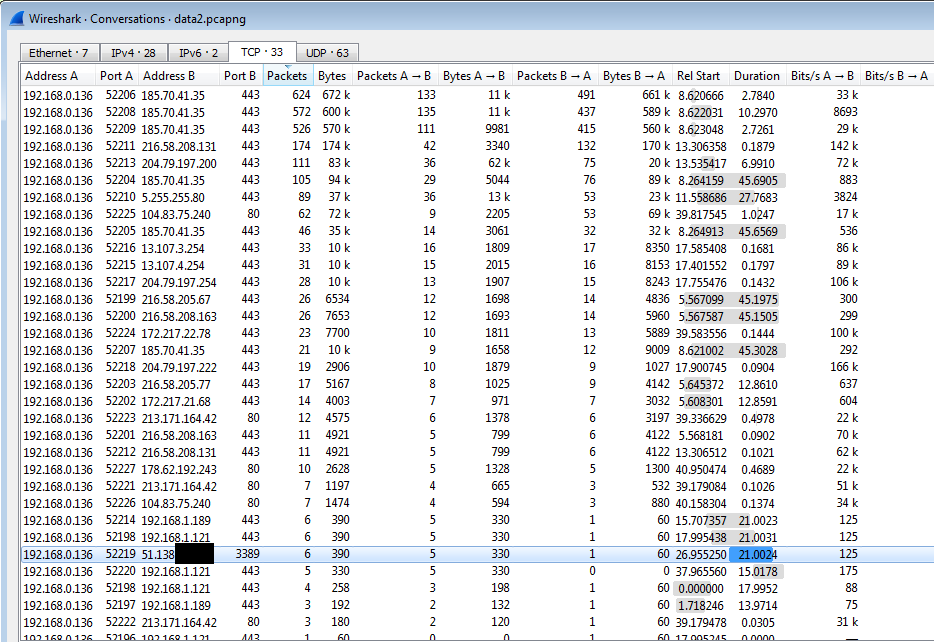 Wireshark · Conversations · data2.pcapng
Ethernet · 7 IPv4 · 28 IPv6 · 2 TCP · 33 UDP · 63
Address A Port A Address B Port B Packets Bytes Packets A → B Bytes A → B Packets B → A Bytes B → A Rel Start Duration Bits/s A → B Bits/s B → A
192.168.0.136 52206 185.70.41.35 443 624 672 k 133 11 k 491 661 k 8.620666 2.7840 33 k
192.168.0.136 52208 185.70.41.35 443 572 600 k 135 11 k 437 589 k 8.622031 10.2970 8693
192.168.0.136 52209 185.70.41.35 443 526 570 k 111 9981 415 560 k 8.623048 2.7261 29 k
192.168.0.136 52211 216.58.208.131 443 174 174 k 42 3340 132 170 k 13.306358 0.1879 142 k
192.168.0.136 52213 204.79.197.200 443 111 83 k 36 62 k 75 20 k 13.535417 6.9910 72 k
192.168.0.136 52204 185.70.41.35 443 105 94 k 29 5044 76 89 k 8.264159 45.6905 883
192.168.0.136 52210 5.255.255.80 443 89 37 k 36 13 k 53 23 k 11.558686 27.7683 3824
192.168.0.136 52225 104.83.75.240 80 62 72 k 9 2205 53 69 k 39.817545 1.0247 17 k
192.168.0.136 52205 185.70.41.35 443 46 35 k 14 3061 32 32 k 8.264913 45.6569 536
192.168.0.136 52216 13.107.3.254 443 33 10 k 16 1809 17 8350 17.585408 0.1681 86 k
192.168.0.136 52215 13.107.4.254 443 31 10 k 15 2015 16 8153 17.401552 0.1797 89 k
192.168.0.136 52217 204.79.197.254 443 28 10 k 13 1907 15 8243 17.755476 0.1432 106 k
192.168.0.136 52199 216.58.205.67 443 26 6534 12 1698 14 4836 5.567099 45.1975 300
192.168.0.136 52200 216.58.208.163 443 26 7653 12 1693 14 5960 5.567587 45.1505 299
192.168.0.136 52224 172.217.22.78 443 23 7700 10 1811 13 5889 39.583556 0.1444 100 k
192.168.0.136 52207 185.70.41.35 443 21 10 k 9 1658 12 9009 8.621002 45.3028 292
192.168.0.136 52218 204.79.197.222 443 19 2906 10 1879 9 1027 17.900745 0.0904 166 k
192.168.0.136 52203 216.58.205.77 443 17 5167 8 1025 9 4142 5.645372 12.8610 637
192.168.0.136 52202 172.217.21.68 443 14 4003 7 971 7 3032 5.608301 12.8591 604
192.168.0.136 52223 213.171.164.42 80 12 4575 6 1378 6 3197 39.336629 0.4978 22 k
192.168.0.136 52201 216.58.208.163 443 11 4921 5 799 6 4122 5.568181 0.0902 70 k
192.168.0.136 52212 216.58.208.131 443 11 4921 5 799 6 4122 13.306512 0.1021 62 k
192.168.0.136 52227 178.62.192.243 80 10 2628 5 1328 5 1300 40.950474 0.4689 22 k
192.168.0.136 52221 213.171.164.42 80 7 1197 4 665 3 532 39.179084 0.1026 51 k
192.168.0.136 52226 104.83.75.240 80 7 1474 4 594 3 880 40.158304 0.1374 34 k
192.168.0.136 52214 192.168.1.189 443 6 390 5 330 1 60 15.707357 21.0023 125
192.168.0.136 52198 192.168.1.121 443 6 390 5 330 1 60 17.995438 21.0031 125
192.168.0.136 52219 51.138 3389 6 390 5 330 1 60 26.955250 21.0024 125
192.168.0.136 52220 192.168.1.121 443 5 330 5 330 0 0 37.965560 15.0178 175
192.168.0.136 52198 192.168.1.121 443 4 258 3 198 1 60 0.000000 17.9952 88
192.168.0.136 52197 192.168.1.189 443 3 192 2 132 1 60 1.718246 13.9714 75
192.168.0.136 52222 213.171.164.42 80 3 180 2 120 1 60 39.179478 0.0305 31 k
192.168.0.136 52196 192.168.1.121 443 1 60 0 0 1 60 17.995245 0.0000